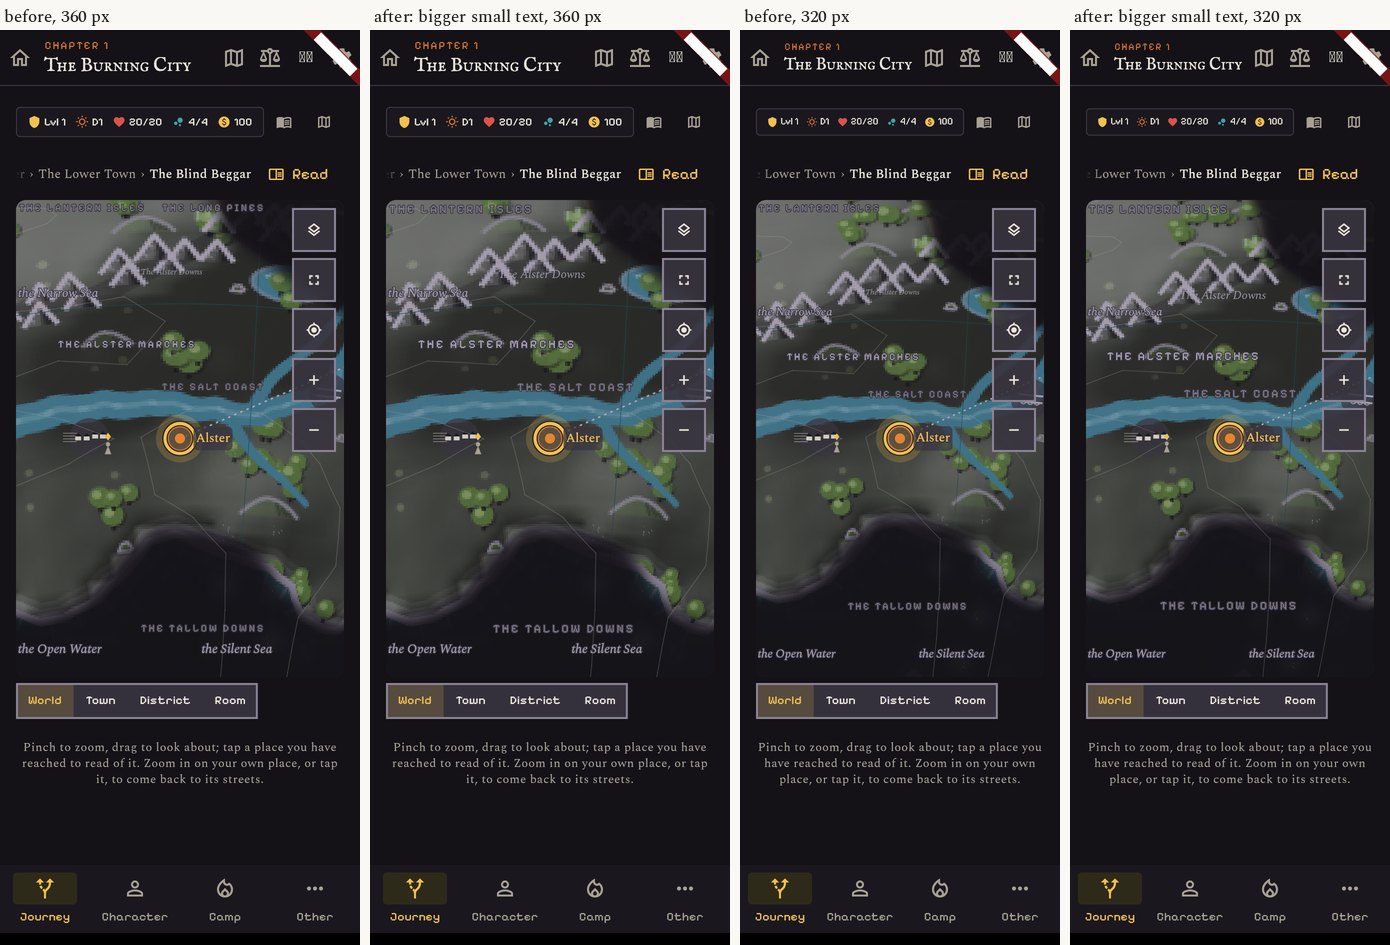 before, 360 px
CHAPTER 1
The Burning City
Lvl 1 D1 20/20 4/4 100
› The Lower Town › The Blind Beggar Read
THE LANTERN ISLES THE LONG PINES
The Alster Downs
the Narrow Sea
THE ALSTER MARCHES
THE SALT COAST
Alster
THE TALLOW DOWNS
the Open Water the Silent Sea
World Town District Room
Pinch to zoom, drag to look about; tap a place you have
reached to read of it. Zoom in on your own place, or tap
it, to come back to its streets.
Journey Character Camp Other
after: bigger small text, 360 px
CHAPTER 1
The Burning City
Lvl 1 D1 20/20 4/4 100
› The Lower Town › The Blind Beggar Read
THE LANTERN ISLES
The Alster Downs
the Narrow Sea
THE ALSTER MARCHES
THE SALT COAST
Alster
THE TALLOW DOWNS
the Open Water the Silent Sea
World Town District Room
Pinch to zoom, drag to look about; tap a place you have
reached to read of it. Zoom in on your own place, or tap
it, to come back to its streets.
Journey Character Camp Other
before, 320 px
CHAPTER 1
The Burning City
Lvl 1 D1 20/20 4/4 100
Lower Town › The Blind Beggar Read
THE LANTERN ISLES
The Alster Downs
the Narrow Sea
THE ALSTER MARCHES
THE SALT COAST
Alster
THE TALLOW DOWNS
the Open Water the Silent Sea
World Town District Room
Pinch to zoom, drag to look about; tap a place you
have reached to read of it. Zoom in on your own
place, or tap it, to come back to its streets.
Journey Character Camp Other
after: bigger small text, 320 px
CHAPTER 1
The Burning City
Lvl 1 D1 20/20 4/4 100
Lower Town › The Blind Beggar Read
THE LANTERN ISLES
The Alster Downs
the Narrow Sea
THE ALSTER MARCHES
THE SALT COAST
Alster
THE TALLOW DOWNS
the Open Water the Silent Sea
World Town District Room
Pinch to zoom, drag to look about; tap a place you
have reached to read of it. Zoom in on your own
place, or tap it, to come back to its streets.
Journey Character Camp Other